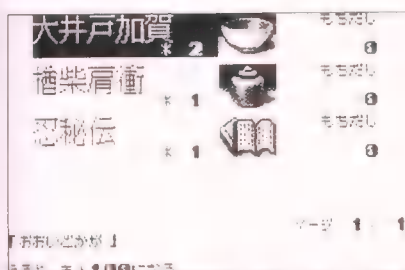 大井戸加賀
× 2
もちだし
0
楢柴肩衝
× 1
もちだし
0
忍秘伝
× 1
もちだし
0
ページ 1 1
「おおいどかが」